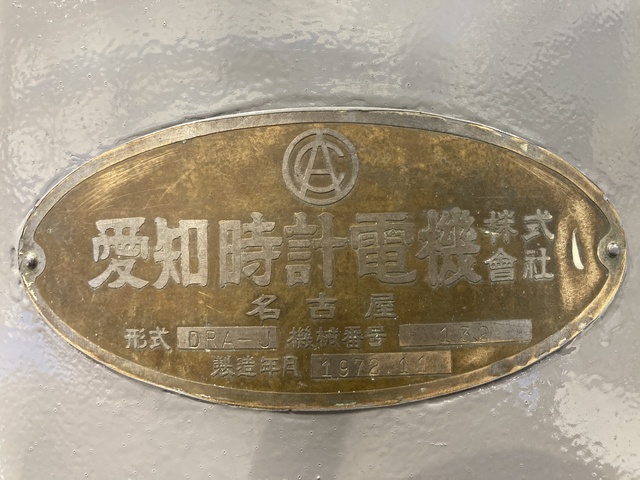 愛知時計電機株式會社
名古屋
形式 ORA-J 機械番号 132
製造年月 1972.11